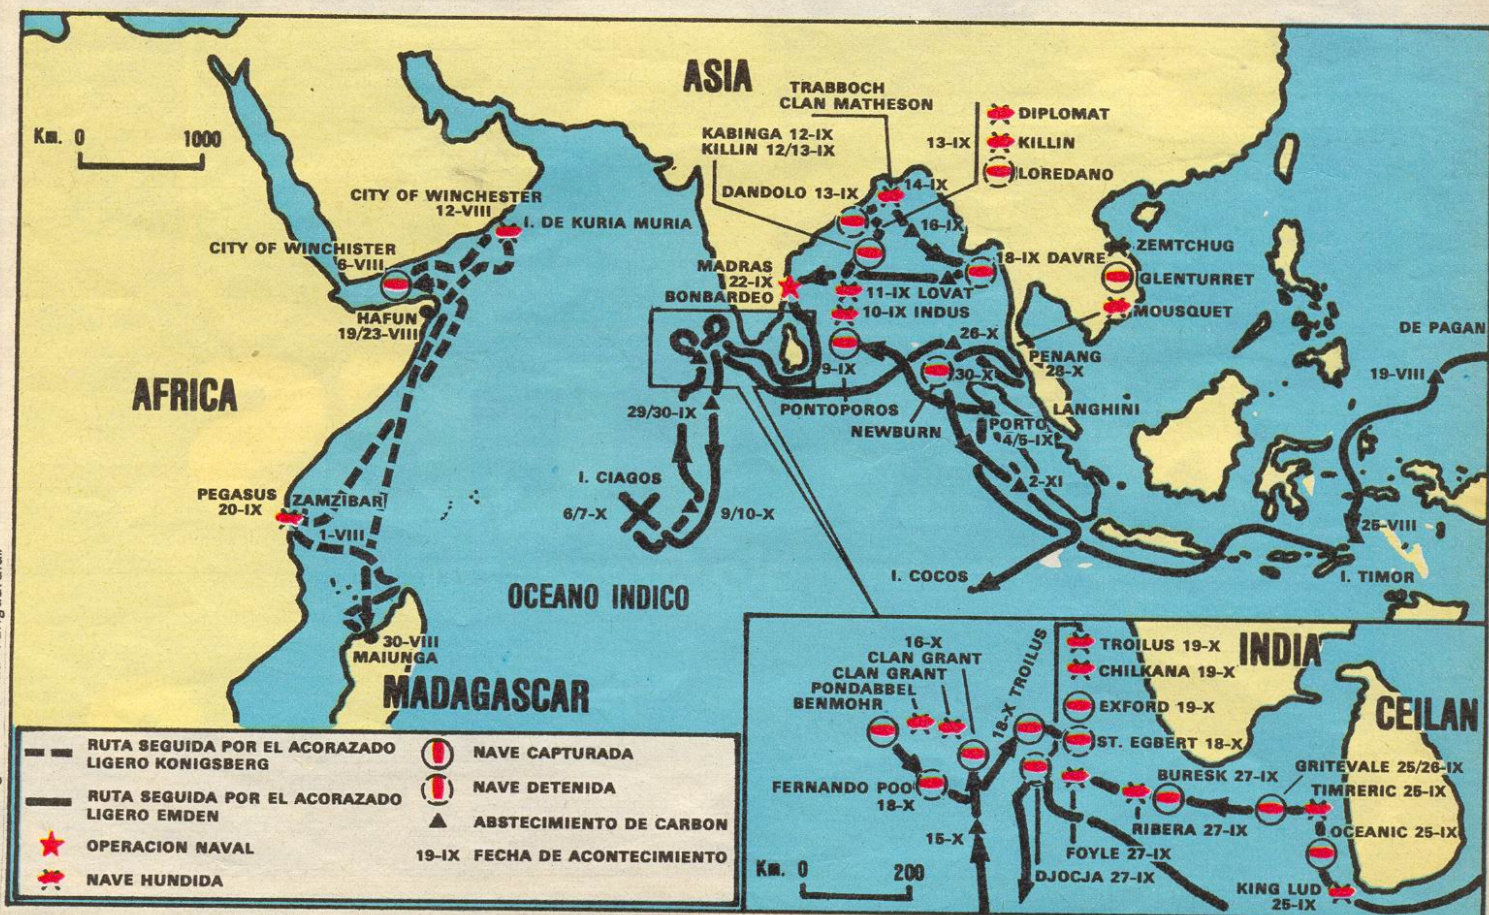 ASIA
TRABBOCH
CLAN MATHESON
Km. 0 1000
KABINGA 12-IX
KILLIN 12/13-IX
13-IX
DIPLOMAT
KILLIN
LOREDANO
DANDOLO 13-IX
14-IX
16-IX
CITY OF WINCHESTER
12-VIII
I. DE KURIA MURIA
CITY OF WINCHISTER
6-VIII
HAFUN
19/23-VIII
MADRAS
22-IX
BONBARDEO
18-IX DAVRE
11-IX LOVAT
10-IX INDUS
ZEMTCHUG
GLENTURRET
MOUSQUET
DE PAGAN
19-VIII
26-X
PENANG
28-X
9-IX
30-X
AFRICA
29/30-IX
PONTOPOROS
NEWBURN
LANGHINI
PORTO
4/5-IX
I. CIAGOS
6/7-X
9/10-X
2-XI
PEGASUS
20-IX
ZAMZIBAR
1-VIII
25-VIII
I. COCOS
I. TIMOR
OCEANO INDICO
30-VIII
MAIUNGA
MADAGASCAR
RUTA SEGUIDA POR EL ACORAZADO
LIGERO KONIGSBERG
RUTA SEGUIDA POR EL ACORAZADO
LIGERO EMDEN
OPERACION NAVAL
NAVE HUNDIDA
NAVE CAPTURADA
NAVE DETENIDA
ABSTECIMIENTO DE CARBON
19-IX FECHA DE ACONTECIMIENTO
16-X
CLAN GRANT
CLAN GRANT
PONDABBEL
BENMOHR
18-X TROILUS
TROILUS 19-X
CHILKANA 19-X
EXFORD 19-X
ST. EGBERT 18-X
INDIA
CEILAN
FERNANDO POO
18-X
15-X
GRITEVALE 25/26-IX
BURESK 27-IX
TIMRERIC 25-IX
RIBERA 27-IX
OCEANIC 25-IX
FOYLE 27-IX
DJOCJA 27-IX
KING LUD
25-IX
Km. 0 200